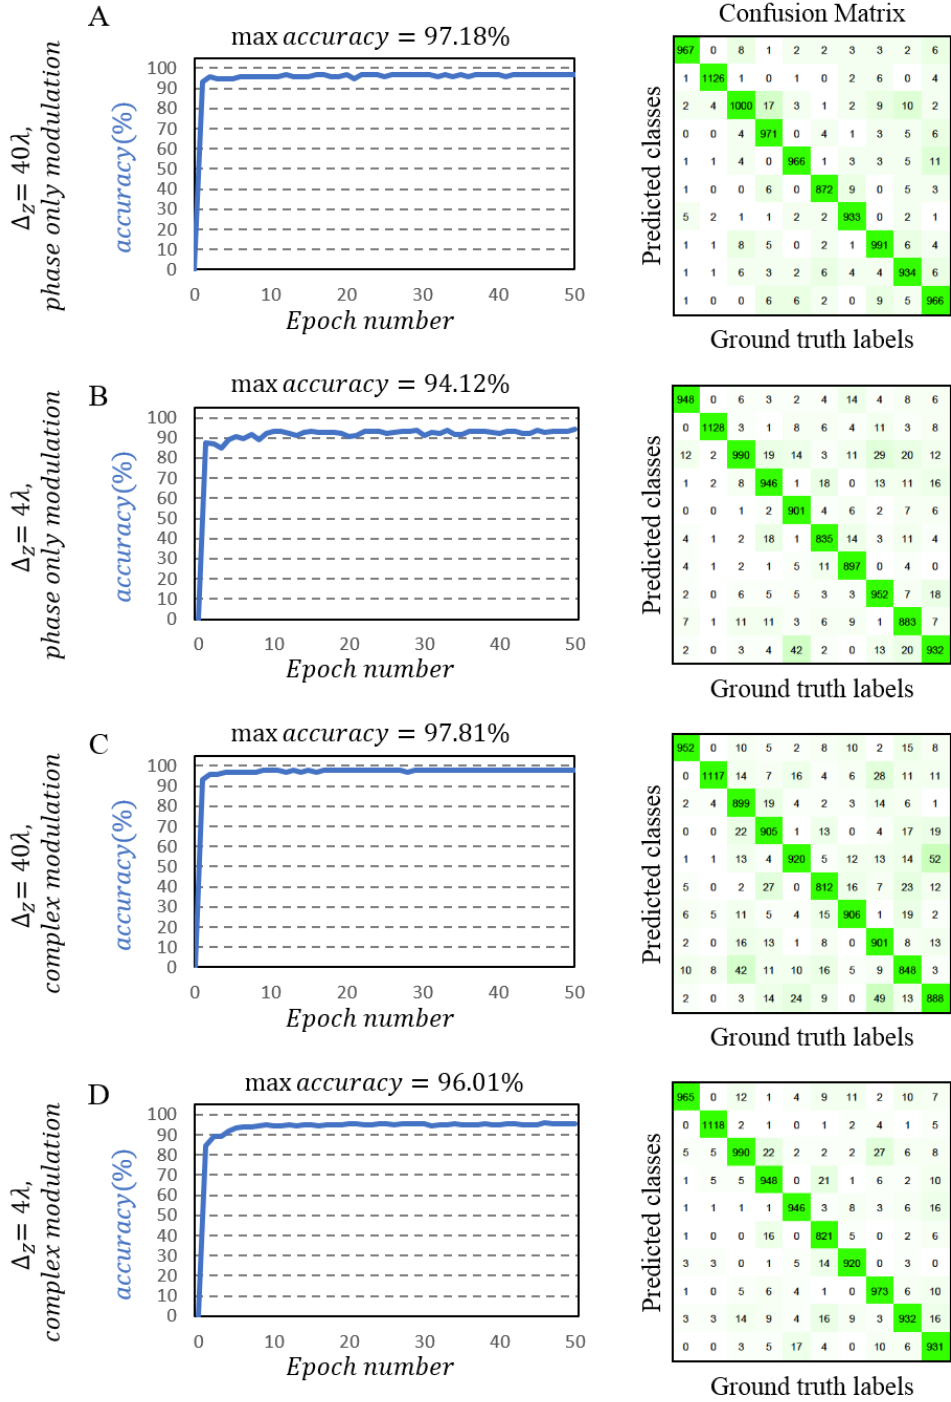 A
max accuracy = 97.18%
Δz= 40λ,
phase only modulation
accuracy(%)
100
90
80
70
60
50
40
30
20
10
0
0 10 20 30 40 50
Epoch number
Confusion Matrix
Predicted classes
967 0 8 1 2 2 3 3 2 6
1 1126 1 0 1 0 2 6 0 4
2 4 1000 17 3 1 2 9 10 2
0 0 4 971 0 4 1 3 5 6
1 1 4 0 966 1 3 3 5 11
1 0 0 6 0 872 9 0 5 3
5 2 1 1 2 2 933 0 2 1
1 1 8 5 0 2 1 991 6 4
1 1 6 3 2 6 4 4 934 6
1 0 0 6 6 2 0 9 5 966
Ground truth labels
B
max accuracy = 94.12%
Δz= 4λ,
phase only modulation
accuracy(%)
100
90
80
70
60
50
40
30
20
10
0
0 10 20 30 40 50
Epoch number
Predicted classes
948 0 6 3 2 4 14 4 8 6
0 1128 3 1 8 6 4 11 3 8
12 2 990 19 14 3 11 29 20 12
1 2 8 946 1 18 0 13 11 16
0 0 1 2 901 4 6 2 7 6
4 1 2 18 1 835 14 3 11 4
4 1 2 1 5 11 897 0 4 0
2 0 6 5 5 3 3 952 7 18
7 1 11 11 3 6 9 1 883 7
2 0 3 4 42 2 0 13 20 932
Ground truth labels
C
max accuracy = 97.81%
Δz= 40λ,
complex modulation
accuracy(%)
100
90
80
70
60
50
40
30
20
10
0
0 10 20 30 40 50
Epoch number
Predicted classes
952 0 10 5 2 8 10 2 15 8
0 1117 14 7 16 4 6 28 11 11
2 4 899 19 4 2 3 14 6 1
0 0 22 905 1 13 0 4 17 19
1 1 13 4 920 5 12 13 14 52
5 0 2 27 0 812 16 7 23 12
6 5 11 5 4 15 906 1 19 2
2 0 16 13 1 8 0 901 8 13
10 8 42 11 10 16 5 9 848 3
2 0 3 14 24 9 0 49 13 888
Ground truth labels
D
max accuracy = 96.01%
Δz= 4λ,
complex modulation
accuracy(%)
100
90
80
70
60
50
40
30
20
10
0
0 10 20 30 40 50
Epoch number
Predicted classes
965 0 12 1 4 9 11 2 10 7
0 1118 2 1 0 1 2 4 1 5
5 5 990 22 2 2 2 27 6 8
1 5 5 948 0 21 1 6 2 10
1 1 1 1 946 3 8 3 6 16
1 0 0 16 0 821 5 0 2 6
3 3 0 1 5 14 920 0 3 0
1 0 5 6 4 1 0 973 6 10
3 3 14 9 4 16 9 3 932 16
0 0 3 5 17 4 0 10 6 931
Ground truth labels